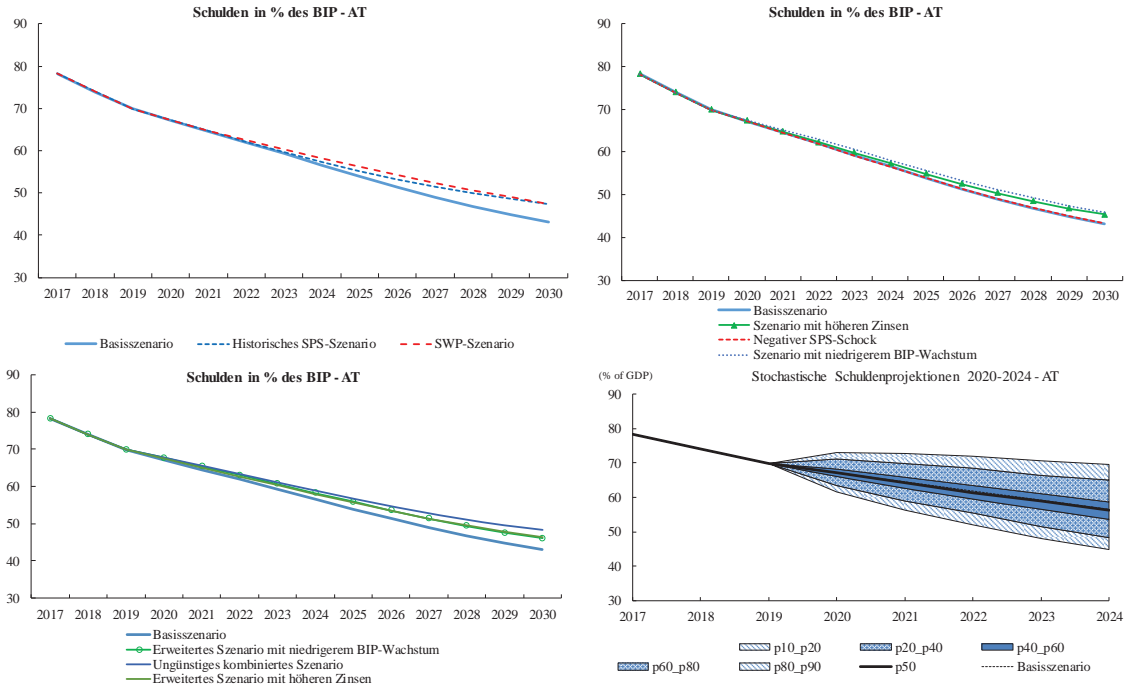 Schulden in % des BIP - AT
90
80
70
60
50
40
30
2017 2018 2019 2020 2021 2022 2023 2024 2025 2026 2027 2028 2029 2030
Basisszenario Historisches SPS-Szenario SWP-Szenario
Schulden in % des BIP - AT
90
80
70
60
50
40
30
2017 2018 2019 2020 2021 2022 2023 2024 2025 2026 2027 2028 2029 2030
Basisszenario
Szenario mit höheren Zinsen
Negativer SPS-Schock
Szenario mit niedrigerem BIP-Wachstum
Schulden in % des BIP - AT
90
80
70
60
50
40
30
2017 2018 2019 2020 2021 2022 2023 2024 2025 2026 2027 2028 2029 2030
Basisszenario
Erweitertes Szenario mit niedrigerem BIP-Wachstum
Ungünstiges kombiniertes Szenario
Erweitertes Szenario mit höheren Zinsen
(% of GDP) Stochastische Schuldenprojektionen 2020-2024 - AT
90
80
70
60
50
40
30
2017 2018 2019 2020 2021 2022 2023 2024
p10_p20 p20_p40 p40_p60
p60_p80 p80_p90 p50 Basisszenario